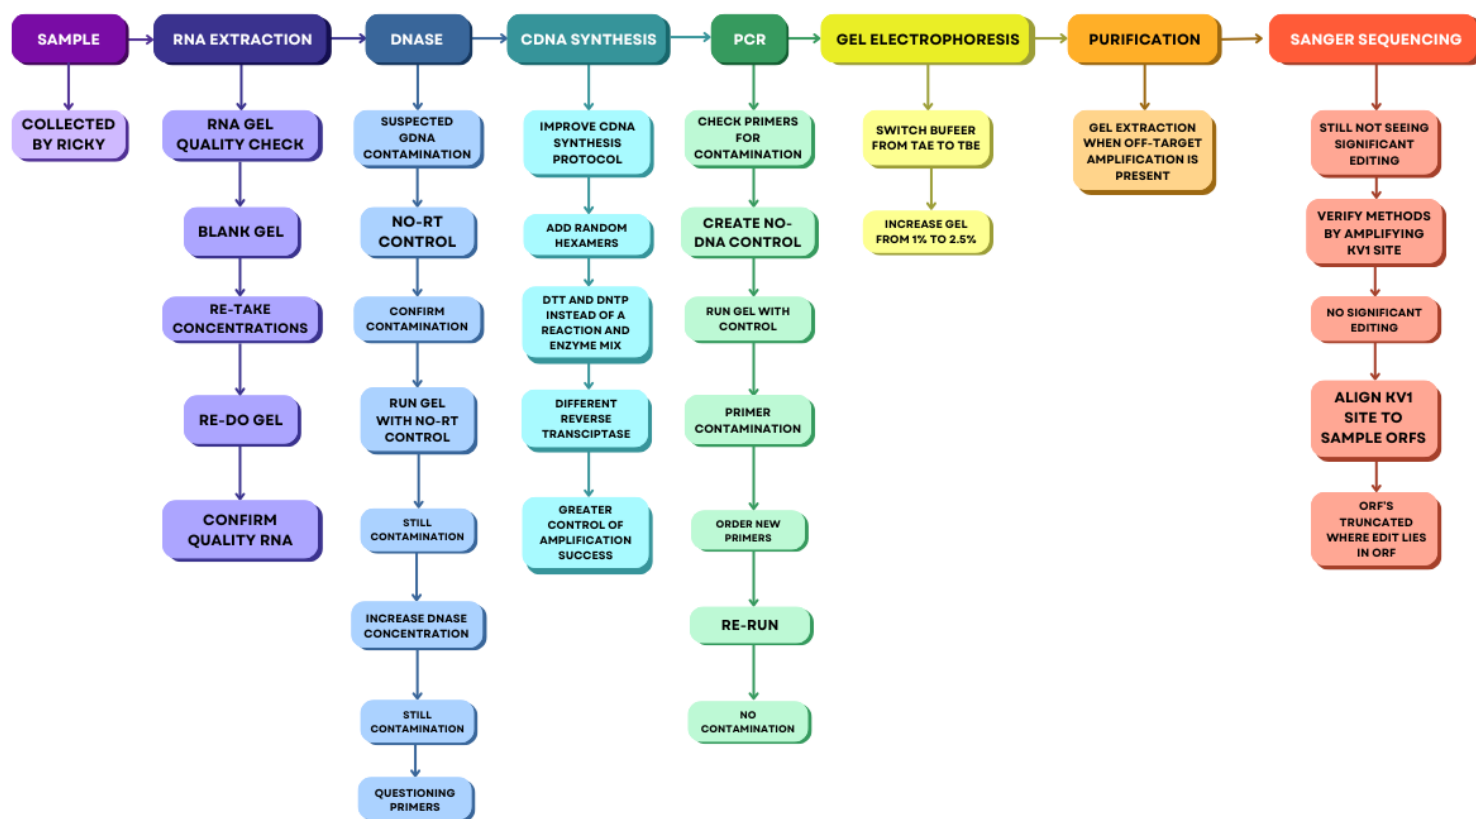 SAMPLE
RNA EXTRACTION
DNASE
CDNA SYNTHESIS
PCR
GEL ELECTROPHORESIS
PURIFICATION
SANGER SEQUENCING
COLLECTED
BY RICKY
RNA GEL
QUALITY CHECK
BLANK GEL
RE-TAKE
CONCENTRATIONS
RE-DO GEL
CONFIRM
QUALITY RNA
SUSPECTED
GDNA
CONTAMINATION
NO-RT
CONTROL
CONFIRM
CONTAMINATION
RUN GEL
WITH NO-RT
CONTROL
STILL
CONTAMINATION
INCREASE DNASE
CONCENTRATION
STILL
CONTAMINATION
QUESTIONING
PRIMERS
IMPROVE CDNA
SYNTHESIS
PROTOCOL
ADD RANDOM
HEXAMERS
DTT AND DNTP
INSTEAD OF A
REACTION AND
ENZYME MIX
DIFFERENT
REVERSE
TRANSCIPTASE
GREATER
CONTROL OF
AMPLIFICATION
SUCCESS
CHECK PRIMERS
FOR
CONTAMINATION
CREATE NO-
DNA CONTROL
RUN GEL WITH
CONTROL
PRIMER
CONTAMINATION
ORDER NEW
PRIMERS
RE-RUN
NO
CONTAMINATION
SWITCH BUFEER
FROM TAE TO TBE
INCREASE GEL
FROM 1% TO 2.5%
GEL EXTRACTION
WHEN OFF-TARGET
AMPLIFICATION IS
PRESENT
STILL NOT SEEING
SIGNIFICANT
EDITING
VERIFY METHODS
BY AMPLIFYING
KV1 SITE
NO SIGNIFICANT
EDITING
ALIGN KV1
SITE TO
SAMPLE ORFS
ORF'S
TRUNCATED
WHERE EDIT LIES
IN ORF